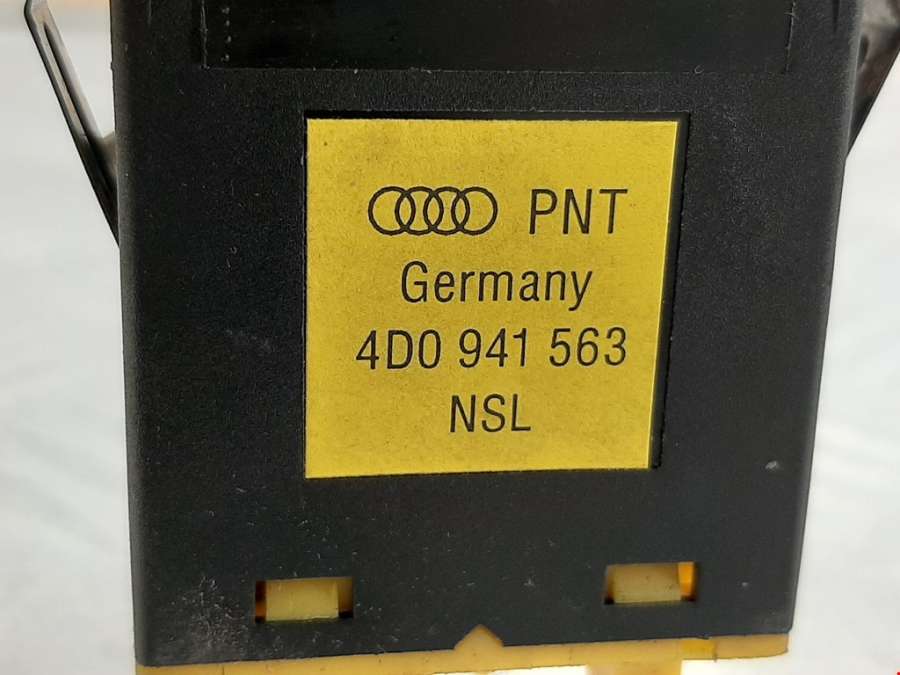 PNT
Germany
4D0 941 563
NSL